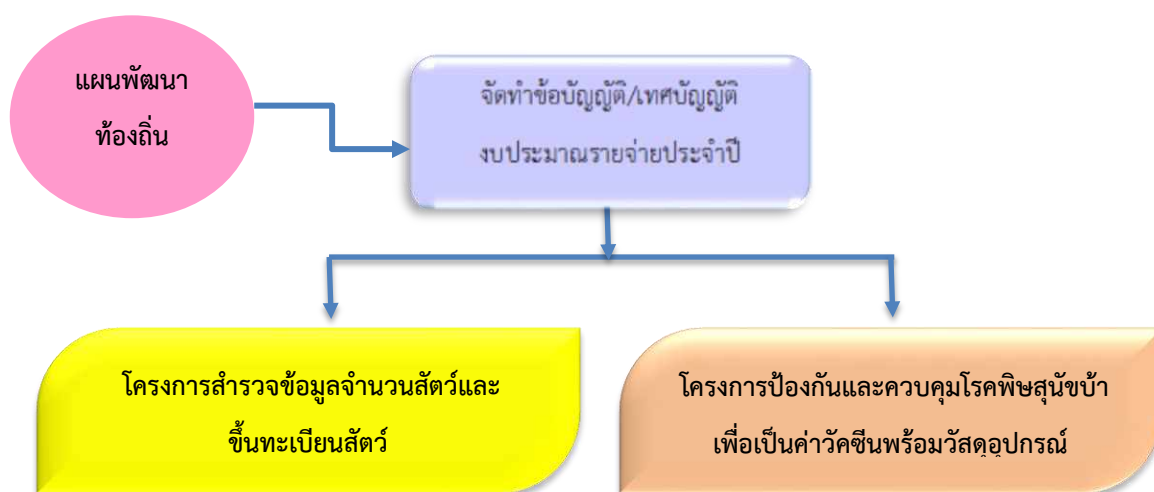 แผนพัฒนา
ท้องถิ่น
จัดทำข้อบัญญัติ/เทศบัญญัติ
งบประมาณรายจ่ายประจำปี
โครงการสำรวจข้อมูลจำนวนสัตว์และ
ขึ้นทะเบียนสัตว์
โครงการป้องกันและควบคุมโรคพิษสุนัขบ้า
เพื่อเป็นค่าวัคซีนพร้อมวัสดุอุปกรณ์